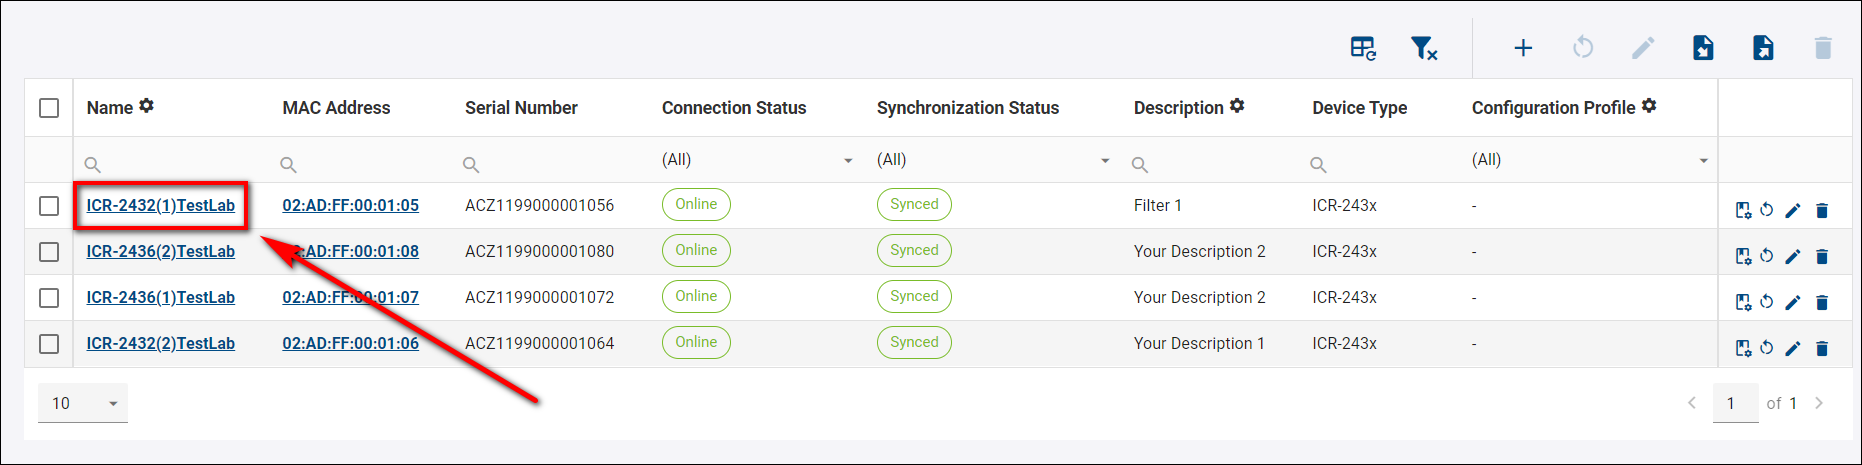 Name MAC Address Serial Number Connection Status Synchronization Status Description Device Type Configuration Profile
(All) (All) (All)
ICR-2432(1)TestLab 02:AD:FF:00:01:05 ACZ1199000001056 Online Synced Filter 1 ICR-243x -
ICR-2436(2)TestLab 02:AD:FF:00:01:08 ACZ1199000001080 Online Synced Your Description 2 ICR-243x -
ICR-2436(1)TestLab 02:AD:FF:00:01:07 ACZ1199000001072 Online Synced Your Description 2 ICR-243x -
ICR-2432(2)TestLab 02:AD:FF:00:01:06 ACZ1199000001064 Online Synced Your Description 1 ICR-243x -
10 1 of 1